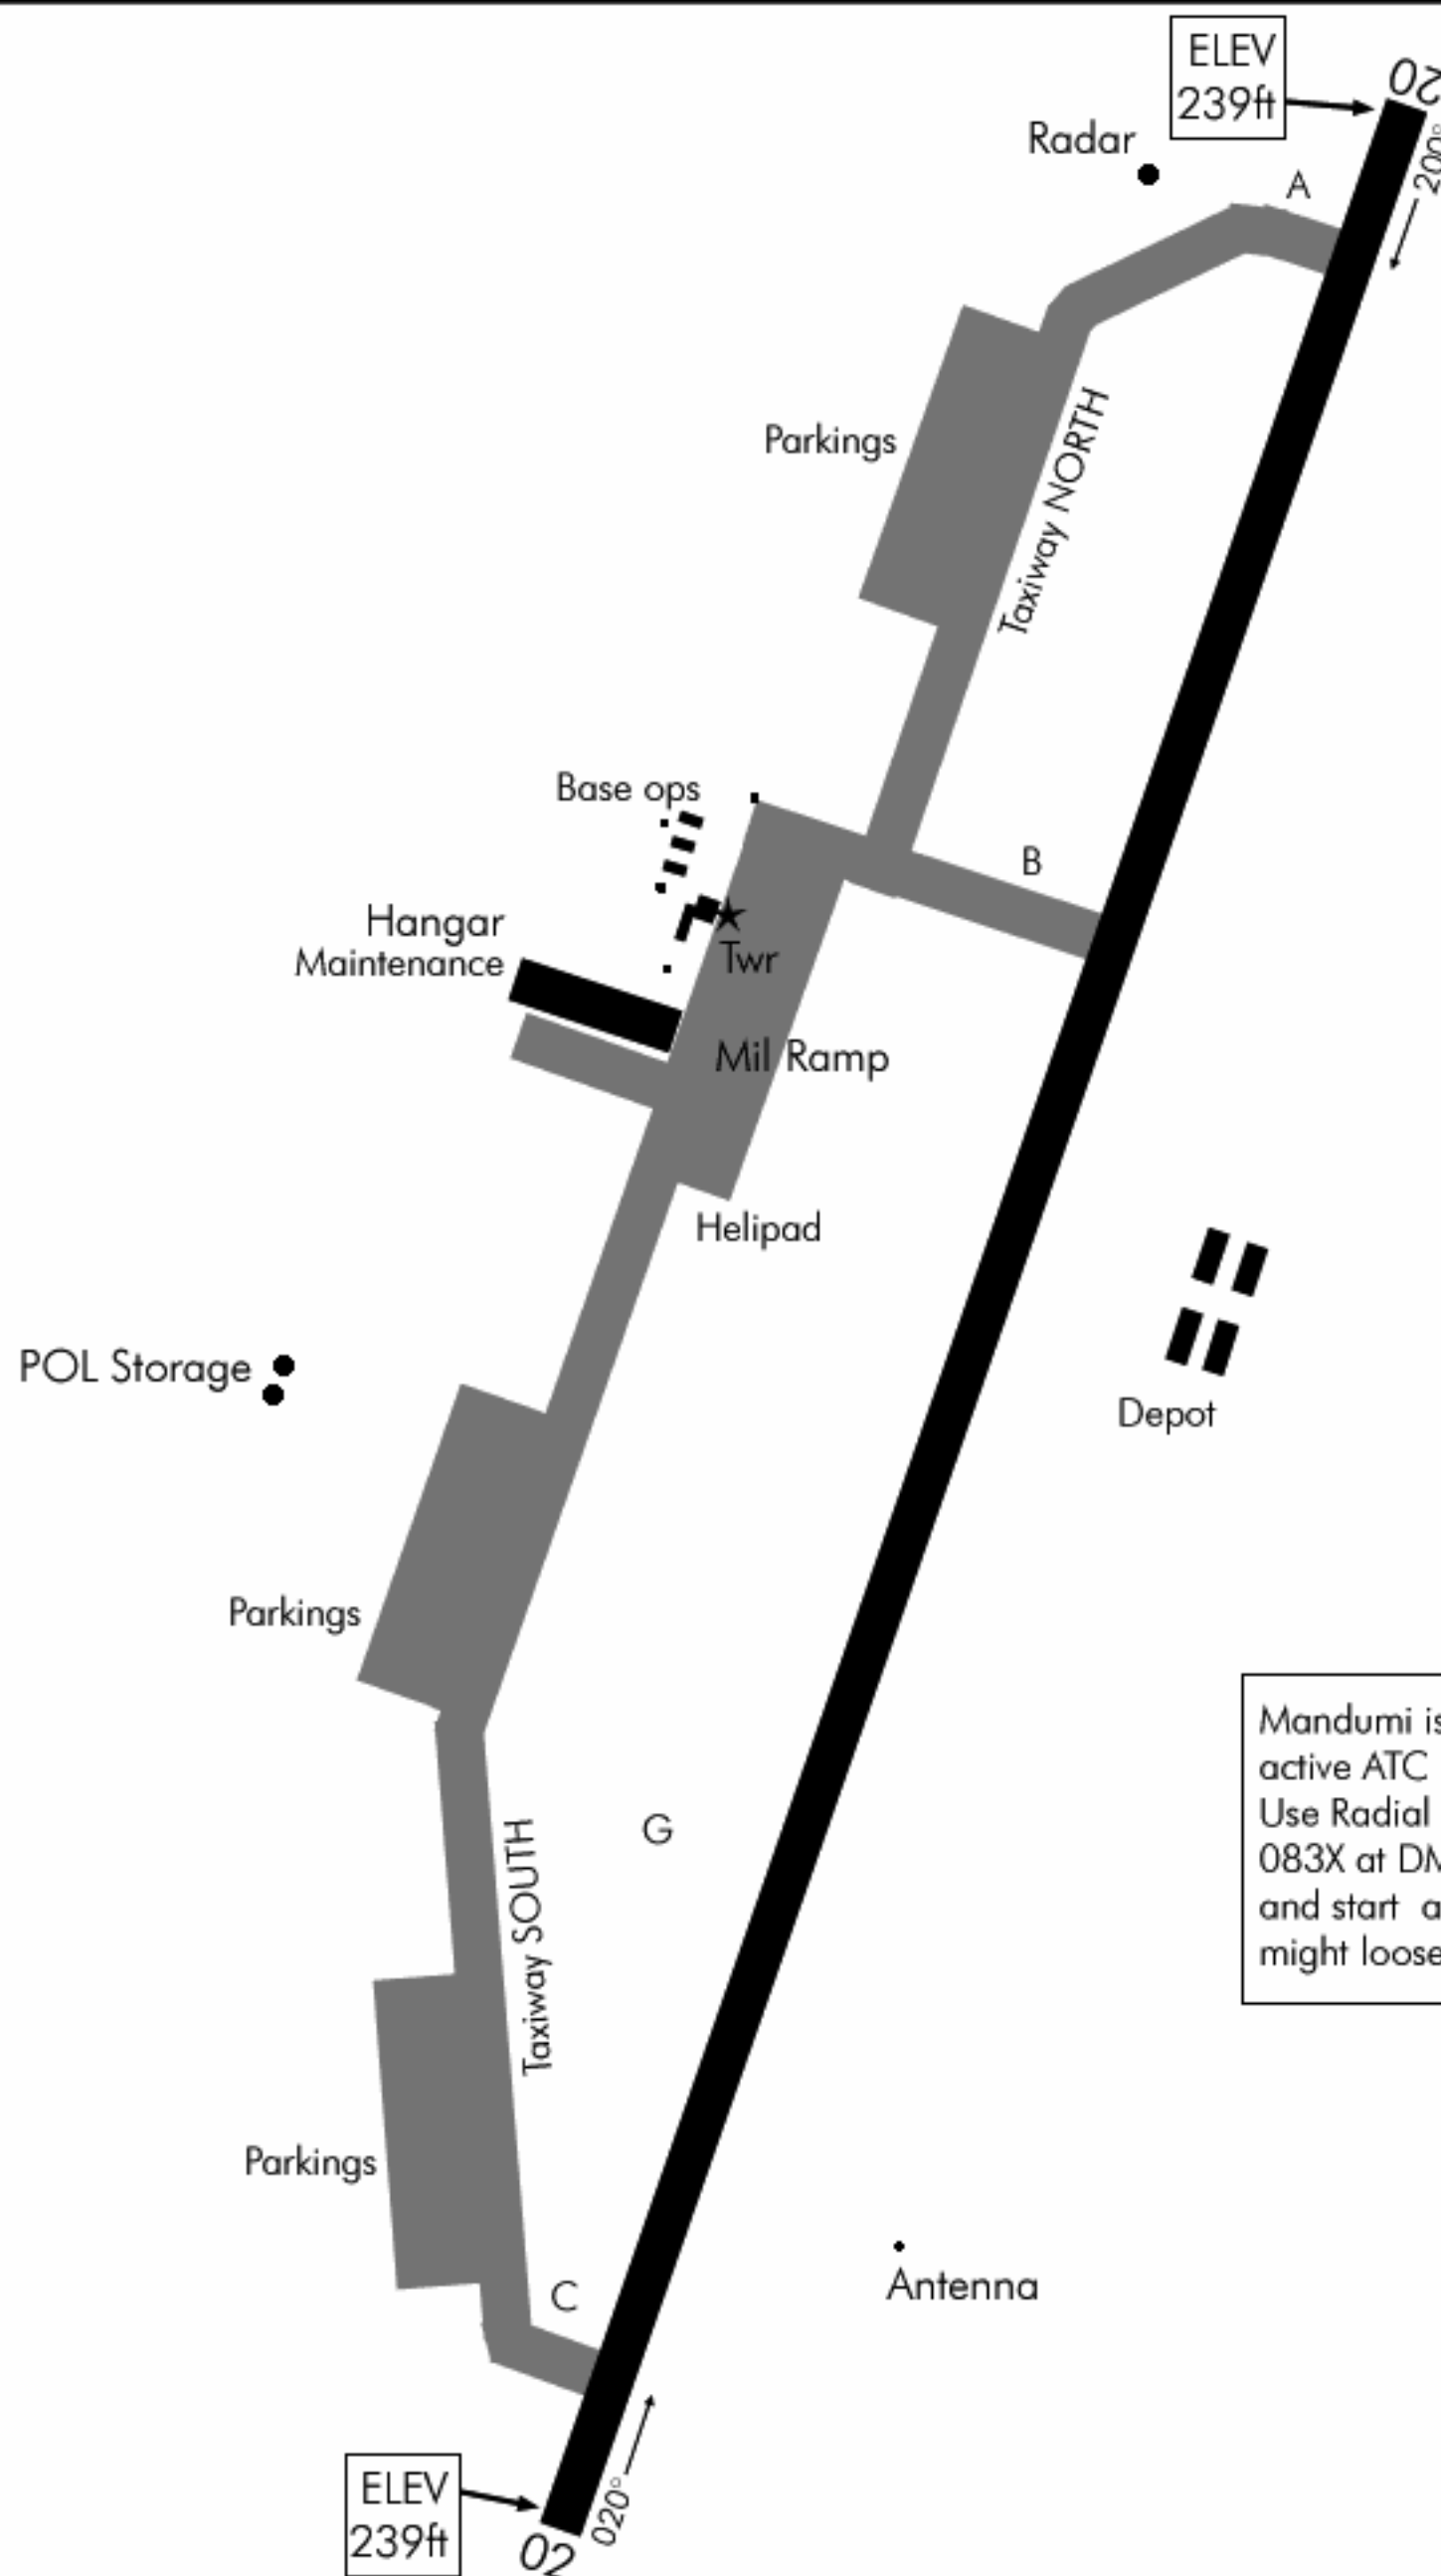 ELEV
239ft
20
200°
Radar
A
Parkings
Taxiway NORTH
Base ops
B
Hangar
Maintenance
Twr
Mil Ramp
Helipad
POL Storage
Depot
Parkings
Mandumi is
active ATC
Use Radial
083X at DM
and start a
might loose
G
Taxiway SOUTH
Parkings
Antenna
C
ELEV
239ft
020°
02